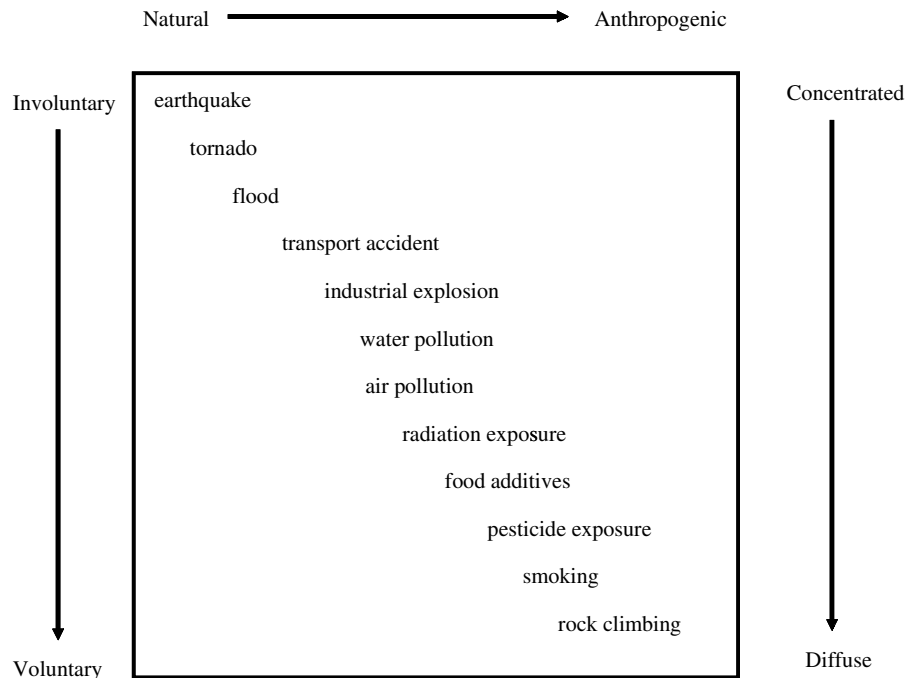 Natural Anthropogenic
Involuntary
Concentrated
earthquake
tornado
flood
transport accident
industrial explosion
water pollution
air pollution
radiation exposure
food additives
pesticide exposure
smoking
rock climbing
Voluntary
Diffuse